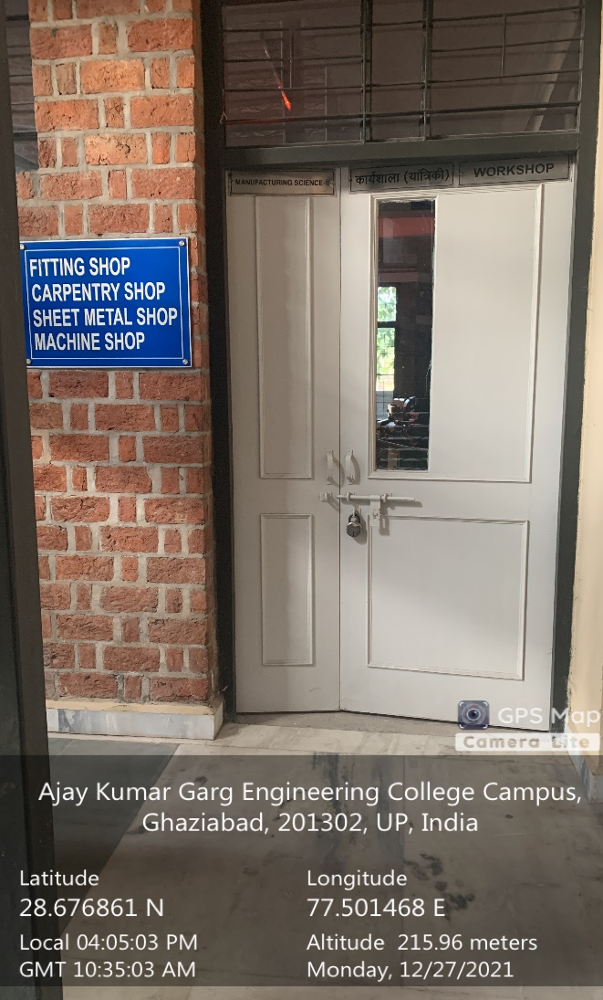 MANUFACTURING SCIENCE-II
कार्यशाला (यांत्रिकी)
WORKSHOP
FITTING SHOP
CARPENTRY SHOP
SHEET METAL SHOP
MACHINE SHOP
GPS Map
Camera Lite
Ajay Kumar Garg Engineering College Campus,
Ghaziabad, 201302, UP, India
Latitude
28.676861 N
Longitude
77.501468 E
Local 04:05:03 PM
Altitude 215.96 meters
GMT 10:35:03 AM
Monday, 12/27/2021